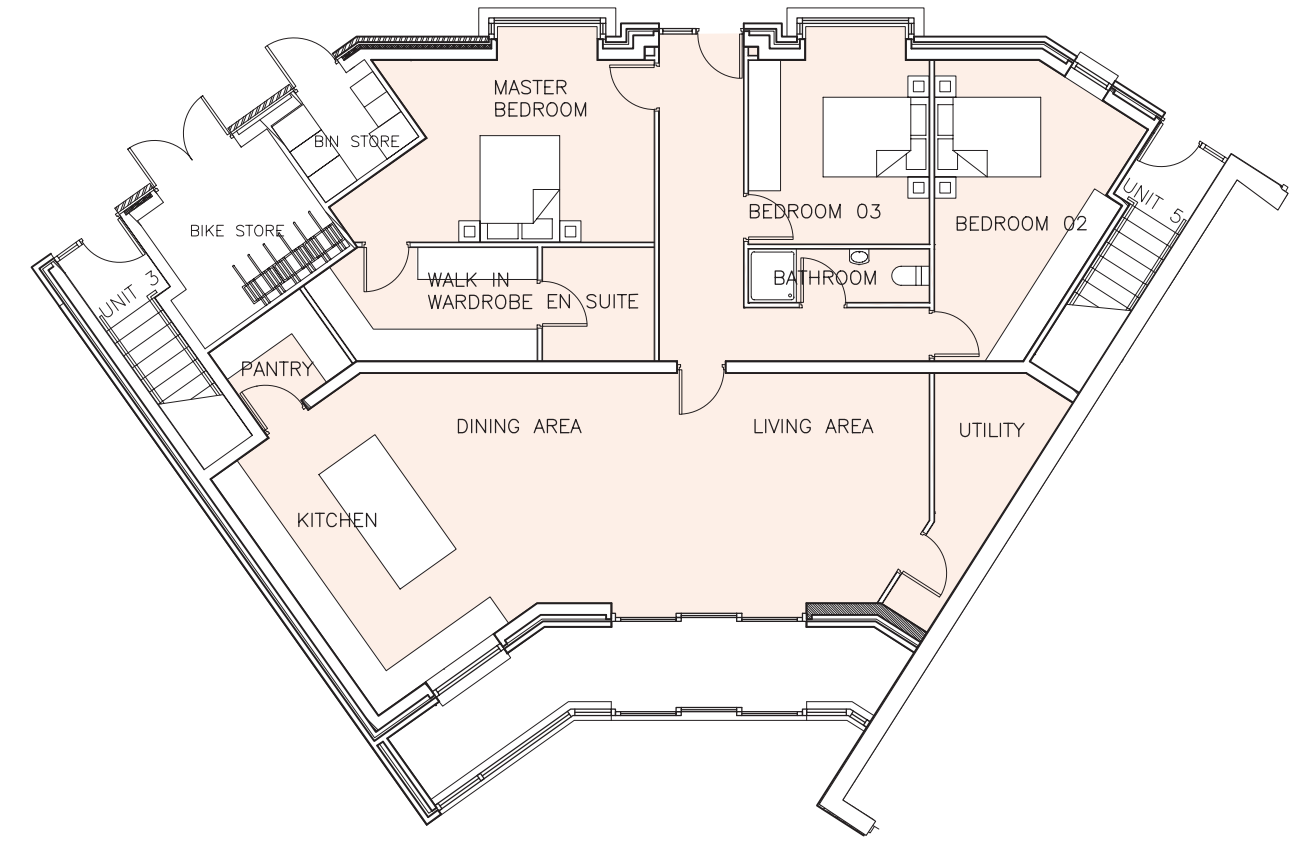 MASTER
BEDROOM
BIN STORE
BIKE STORE
UNIT 3
UNIT 5
BEDROOM 03
BEDROOM 02
WALK IN
WARDROBE EN SUITE
BATHROOM
PANTRY
DINING AREA
LIVING AREA
UTILITY
KITCHEN